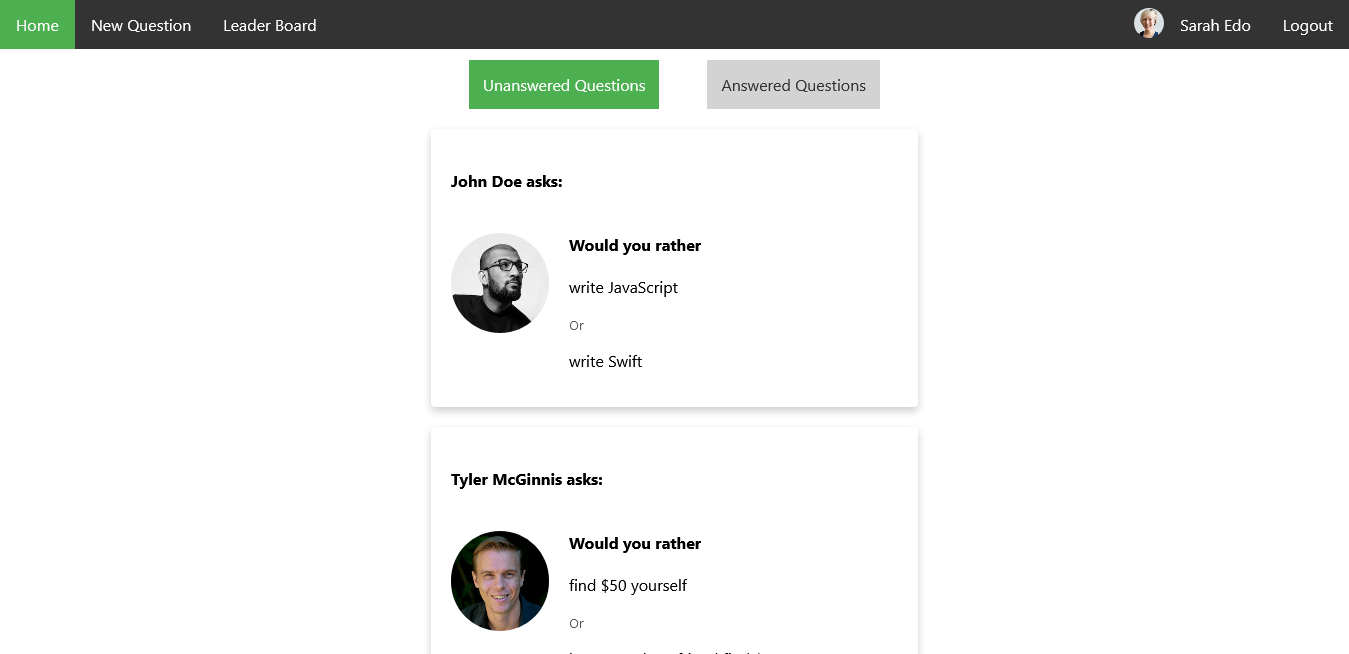 Home New Question Leader Board Sarah Edo Logout
Unanswered Questions Answered Questions
John Doe asks:
Would you rather
write JavaScript
Or
write Swift
Tyler McGinnis asks:
Would you rather
find $50 yourself
Or